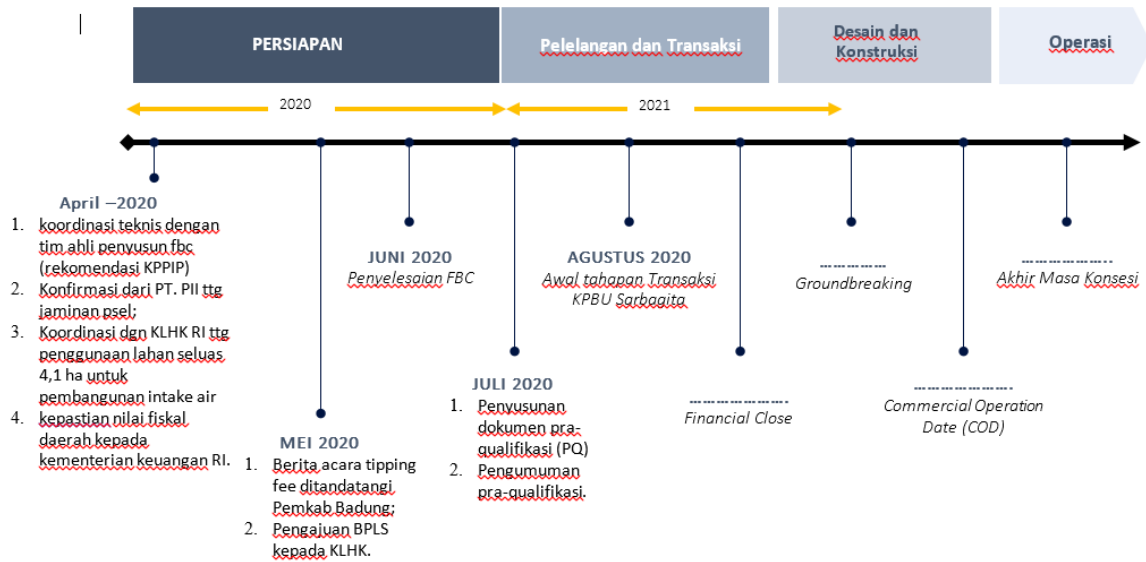 PERSIAPAN
Pelelangan dan Transaksi
Desain dan
Konstruksi
Operasi
2020
2021
April –2020
1. koordinasi teknis dengan
tim ahli penyusun fbc
(rekomendasi KPPIP)
2. Konfirmasi dari PT. PII ttg
jaminan psel;
3. Koordinasi dgn KLHK RI ttg
penggunaan lahan seluas
4,1 ha untuk
pembangunan intake air
4. kepastian nilai fiskal
daerah kepada
kementerian keuangan RI.
MEI 2020
1. Berita acara tipping
fee ditandatangi
Pemkab Badung;
2. Pengajuan BPLS
kepada KLHK.
JUNI 2020
Penyelesaian FBC
JULI 2020
1. Penyusunan
dokumen pra-
qualifikasi (PQ)
2. Pengumuman
pra-qualifikasi.
AGUSTUS 2020
Awal tahapan Transaksi
KPBU Sarbagita
………………….
Financial Close
……………
Groundbreaking
………………….
Commercial Operation
Date (COD)
………………..
Akhir Masa Konsesi